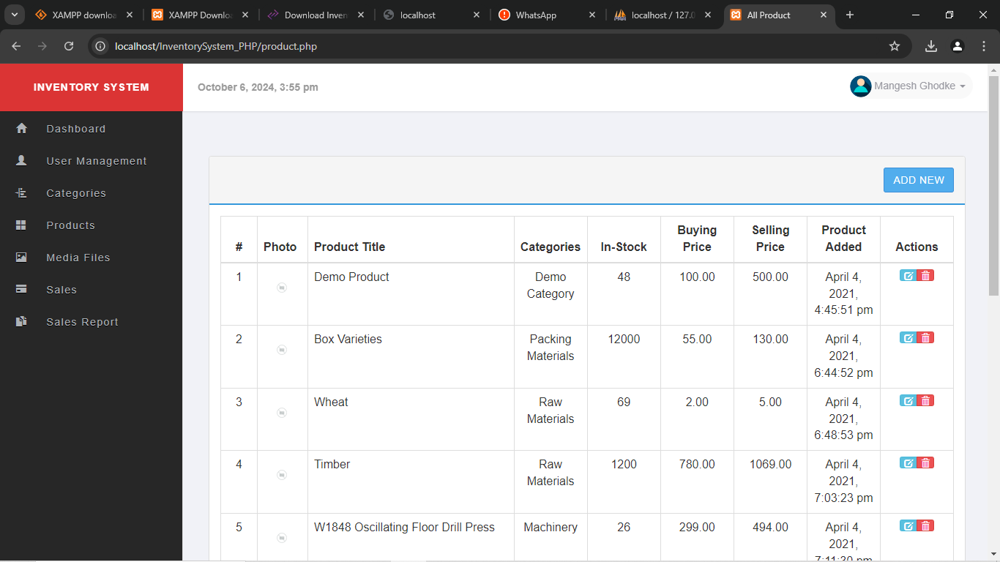 XAMPP downloa
XAMPP Downlo
Download Inven
localhost
WhatsApp
localhost / 127.0
All Product
localhost/InventorySystem_PHP/product.php
INVENTORY SYSTEM
October 6, 2024, 3:55 pm
Mangesh Ghodke
Dashboard
User Management
Categories
Products
Media Files
Sales
Sales Report
ADD NEW
# Photo Product Title Categories In-Stock Buying Price Selling Price Product Added Actions
1 Demo Product Demo Category 48 100.00 500.00 April 4, 2021, 4:45:51 pm
2 Box Varieties Packing Materials 12000 55.00 130.00 April 4, 2021, 6:44:52 pm
3 Wheat Raw Materials 69 2.00 5.00 April 4, 2021, 6:48:53 pm
4 Timber Raw Materials 1200 780.00 1069.00 April 4, 2021, 7:03:23 pm
5 W1848 Oscillating Floor Drill Press Machinery 26 299.00 494.00 April 4, 2021, 7:11:30 pm